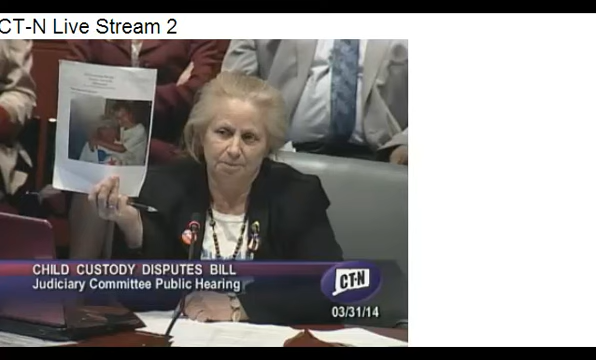 CT-N Live Stream 2
CHILD CUSTODY DISPUTES BILL
Judiciary Committee Public Hearing
CT-N
03/31/14